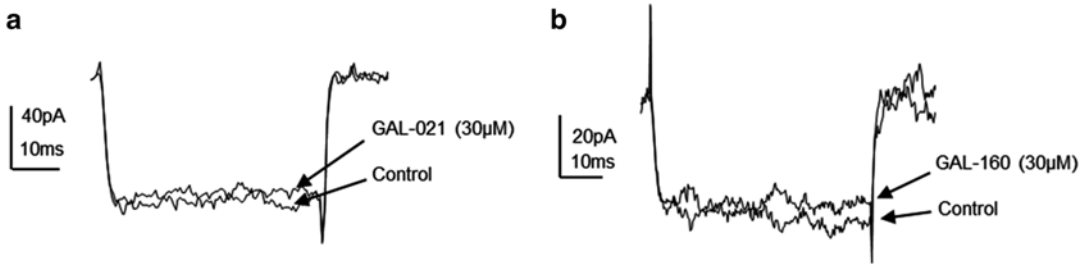 a
40pA
10ms
GAL-021 (30µM)
Control
b
20pA
10ms
GAL-160 (30µM)
Control